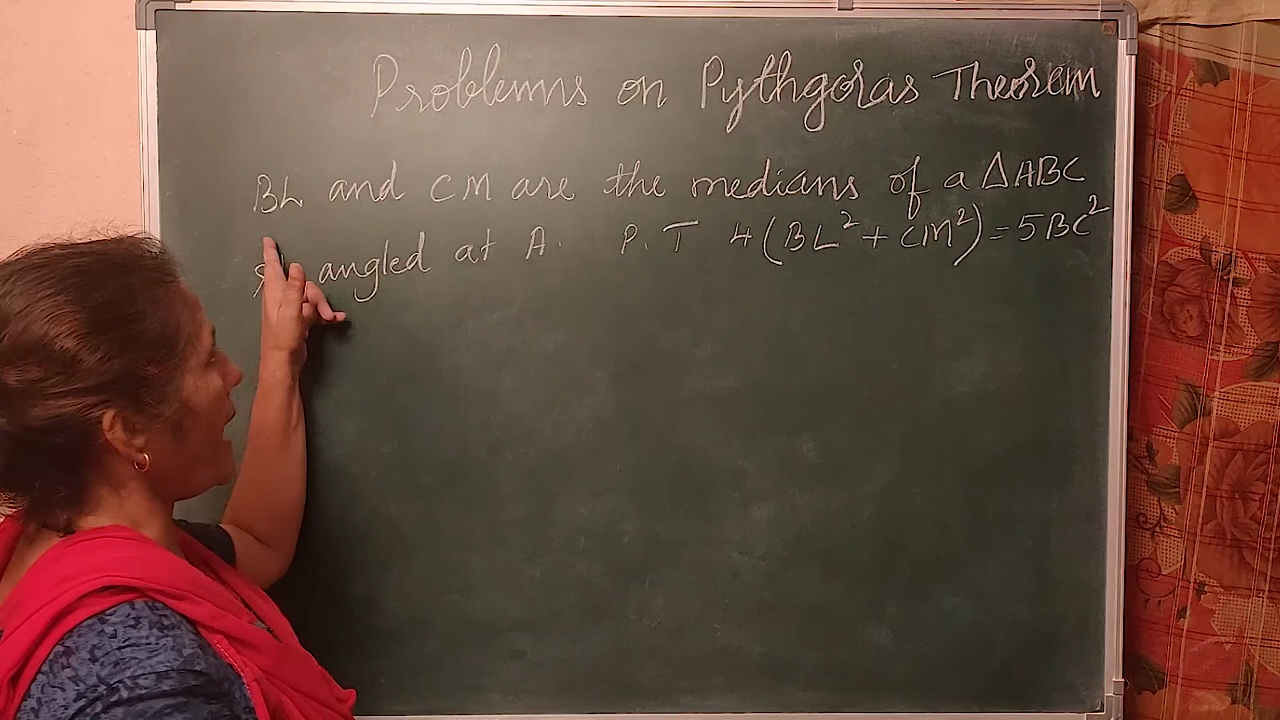 Problems on Pythgoras Theorem
BL and CM are the medians of a ΔABC
angled at A. P.T 4(BL²+CM²)=5BC²